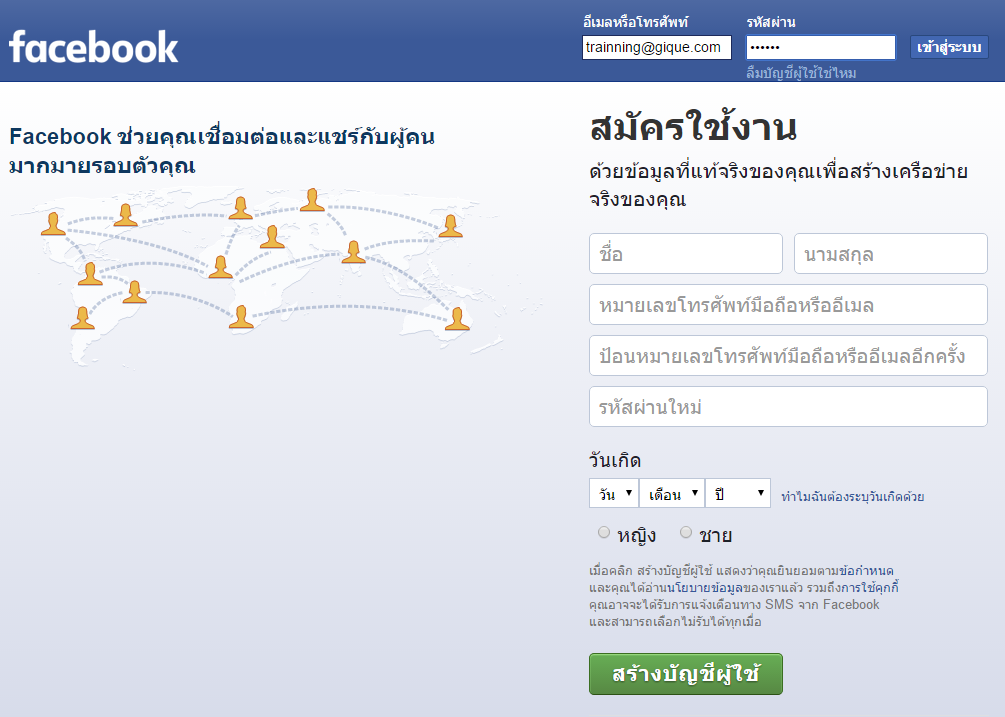 facebook
อีเมลหรือโทรศัพท์
รหัสผ่าน
trainning@gique.com
••••••
เข้าสู่ระบบ
ลืมบัญชีผู้ใช้ใช่ไหม
Facebook ช่วยคุณเชื่อมต่อและแชร์กับผู้คน
มากมายรอบตัวคุณ
สมัครใช้งาน
ด้วยข้อมูลที่แท้จริงของคุณเพื่อสร้างเครือข่าย
จริงของคุณ
ชื่อ
นามสกุล
หมายเลขโทรศัพท์มือถือหรืออีเมล
ป้อนหมายเลขโทรศัพท์มือถือหรืออีเมลอีกครั้ง
รหัสผ่านใหม่
วันเกิด
วัน
เดือน
ปี
ทำไมฉันต้องระบุวันเกิดด้วย
หญิง
ชาย
เมื่อคลิก สร้างบัญชีผู้ใช้ แสดงว่าคุณยินยอมตามข้อกำหนด
และคุณได้อ่านนโยบายข้อมูลของเราแล้ว รวมถึงการใช้คุกกี้
คุณอาจจะได้รับการแจ้งเตือนทาง SMS จาก Facebook
และสามารถเลือกไม่รับได้ทุกเมื่อ
สร้างบัญชีผู้ใช้